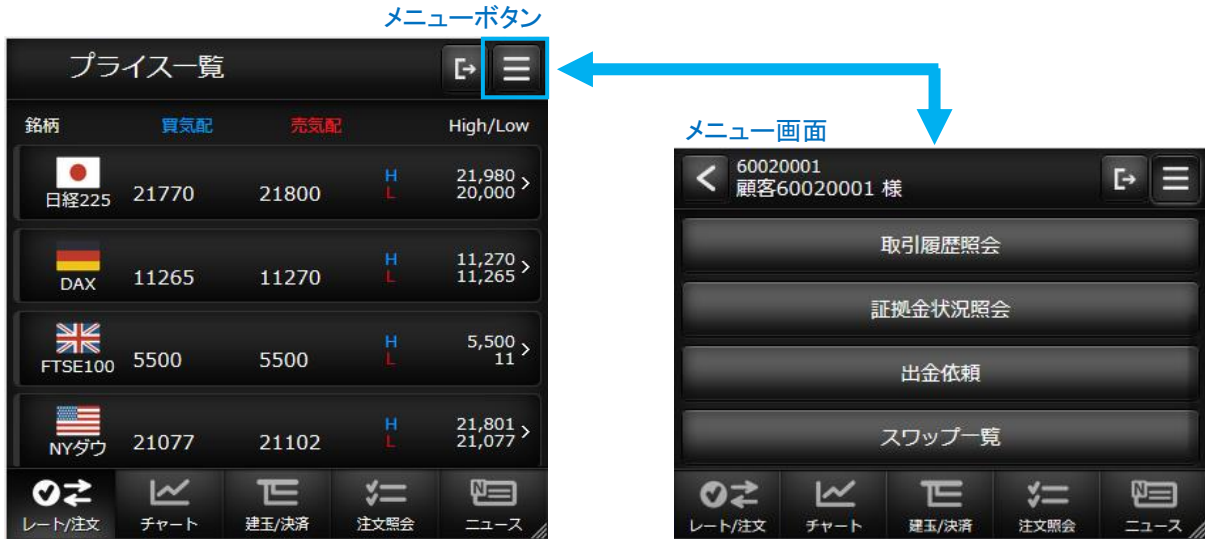 メニューボタン
プライス一覧
銘柄 買気配 売気配 High/Low
日経225 21770 21800 H 21,980
L 20,000
DAX 11265 11270 H 11,270
L 11,265
FTSE100 5500 5500 H 5,500
L 11
NYダウ 21077 21102 H 21,801
L 21,077
レート/注文 チャート 建玉/決済 注文照会 ニュース
メニュー画面
60020001
顧客60020001 様
取引履歴照会
証拠金状況照会
出金依頼
スワップ一覧
レート/注文 チャート 建玉/決済 注文照会 ニュース